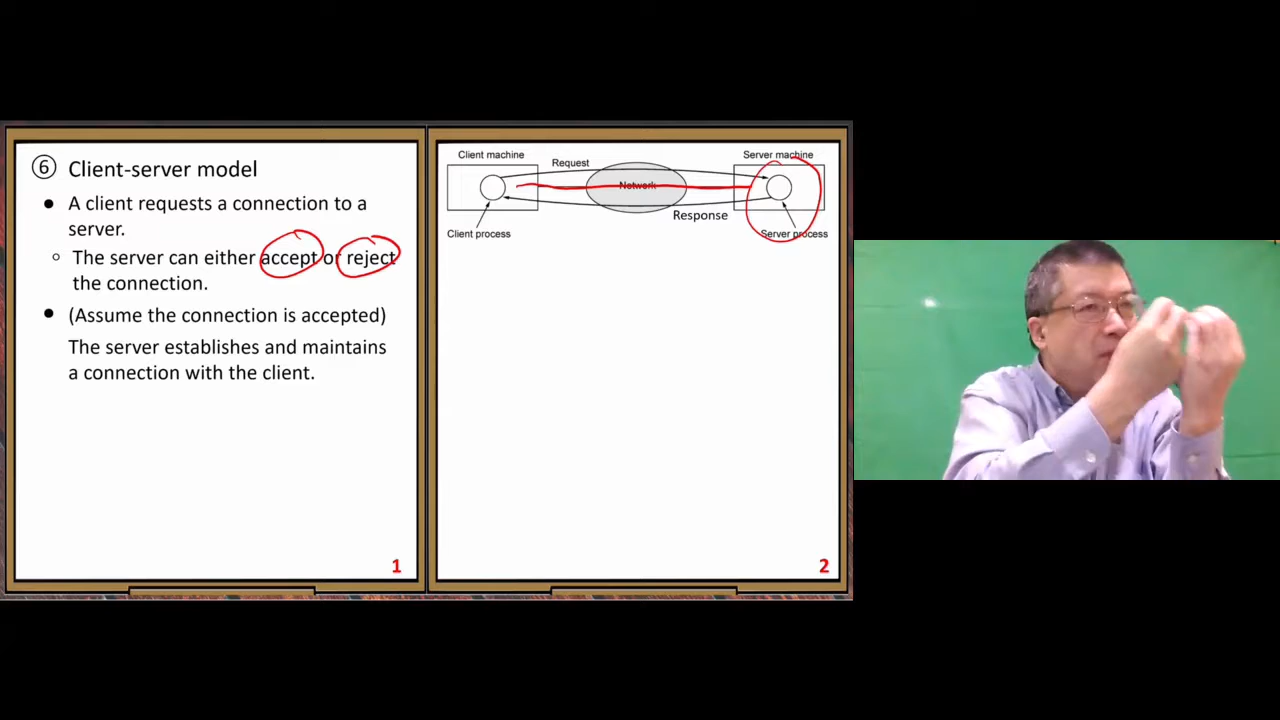 ⑥ Client-server model
● A client requests a connection to a
server.
○ The server can either accept or reject
the connection.
● (Assume the connection is accepted)
The server establishes and maintains
a connection with the client.
1
Client machine
Server machine
Request
Network
Response
Client process
Server process
2